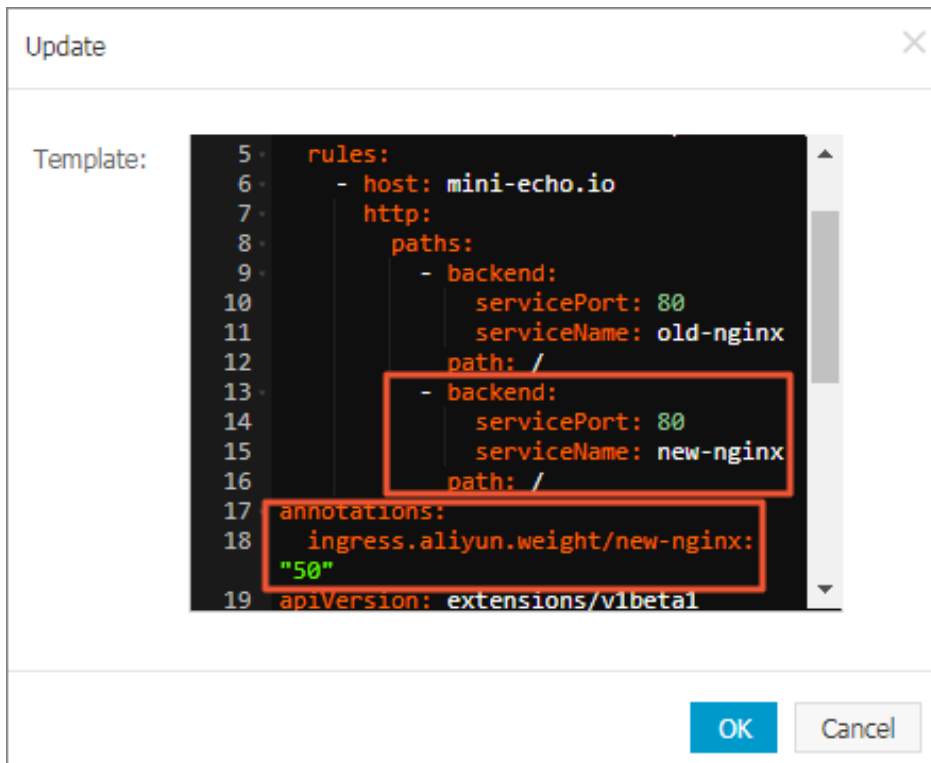 Update
Template:
5 rules:
6 - host: mini-echo.io
7 http:
8 paths:
9 - backend:
10 servicePort: 80
11 serviceName: old-nginx
12 path: /
13 - backend:
14 servicePort: 80
15 serviceName: new-nginx
16 path: /
17 annotations:
18 ingress.aliyun.weight/new-nginx:
"50"
19 apiVersion: extensions/v1beta1
OK Cancel